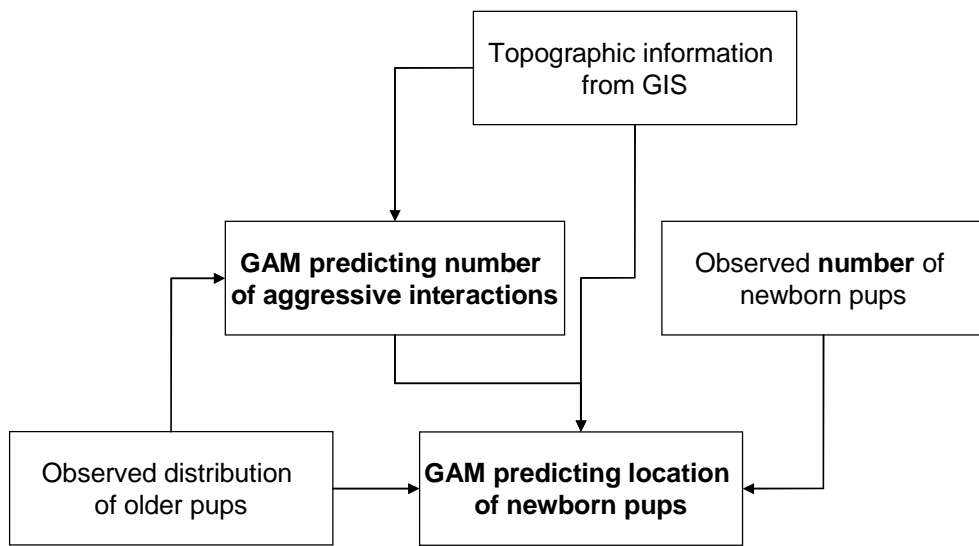 Topographic information
from GIS
GAM predicting number
of aggressive interactions
Observed number of
newborn pups
Observed distribution
of older pups
GAM predicting location
of newborn pups